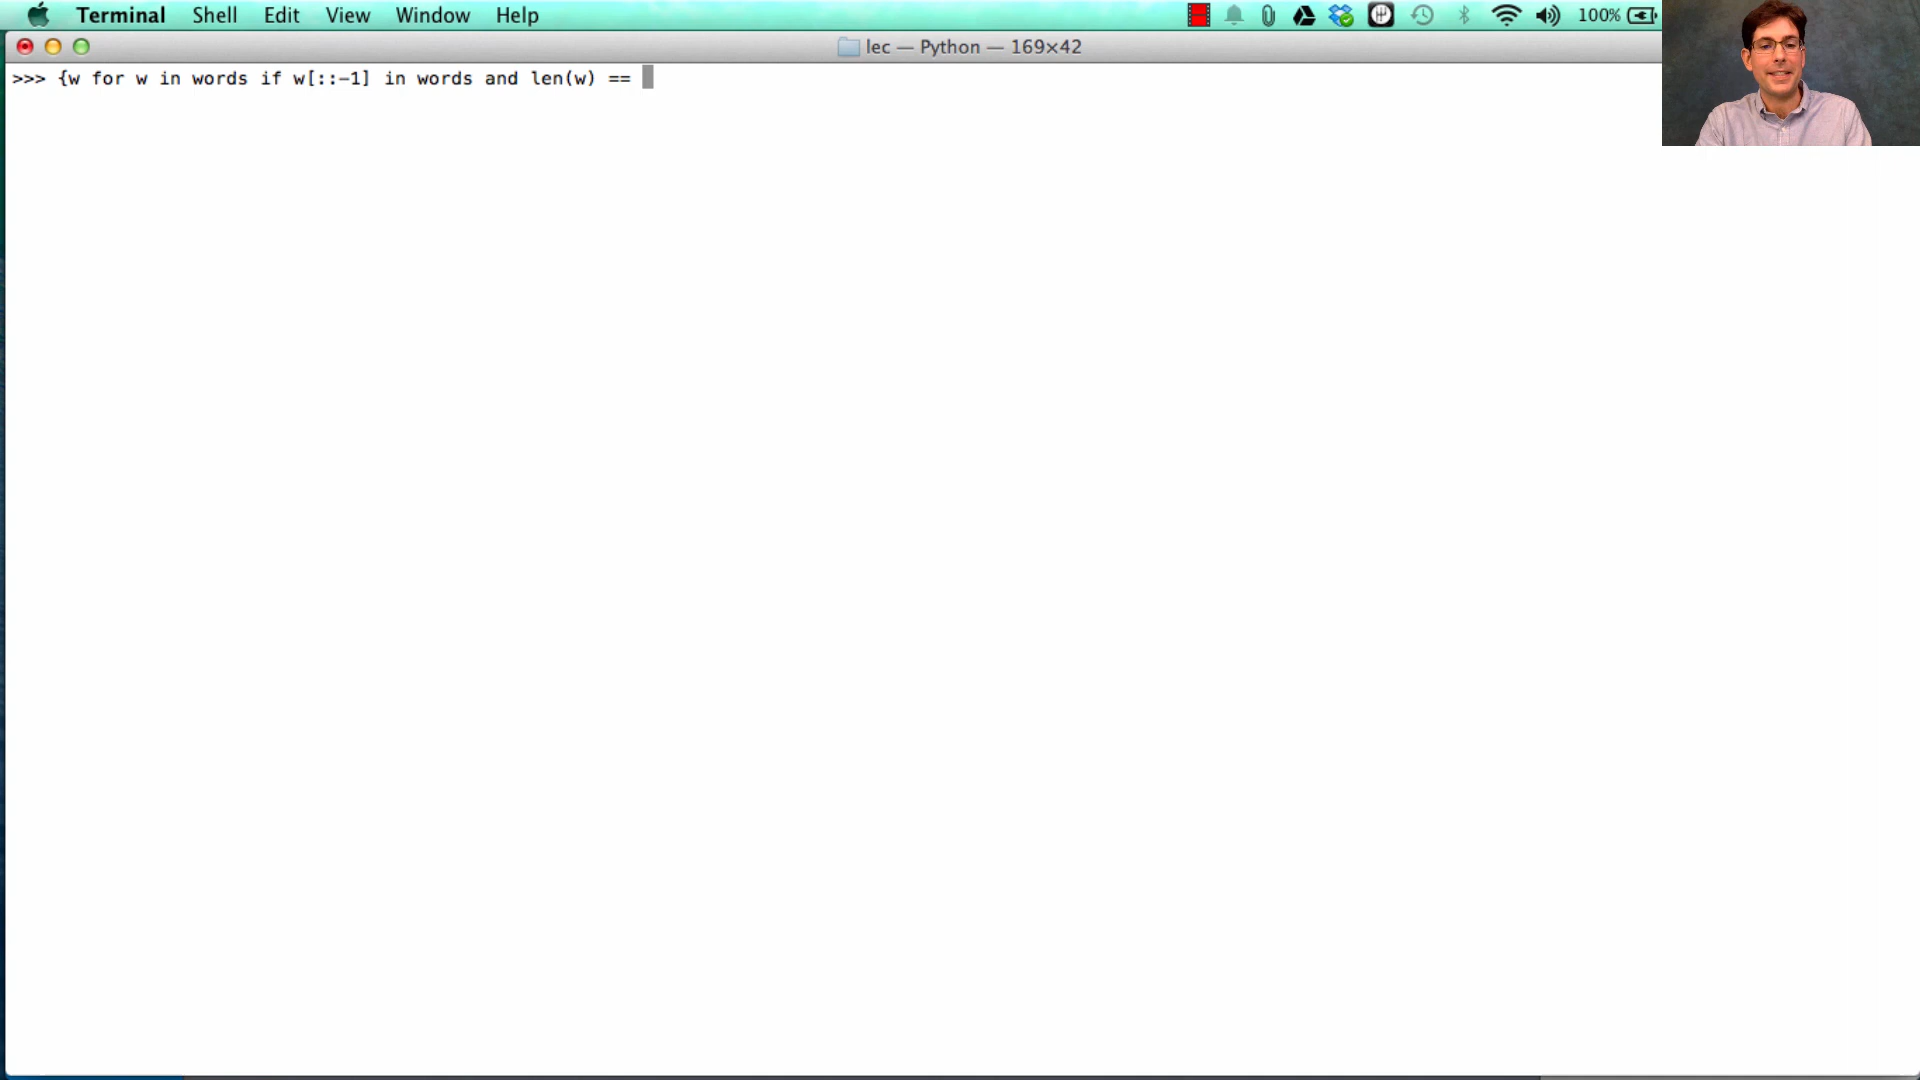 Terminal Shell Edit View Window Help 100%
lec — Python — 169×42
>>> {w for w in words if w[::-1] in words and len(w) ==